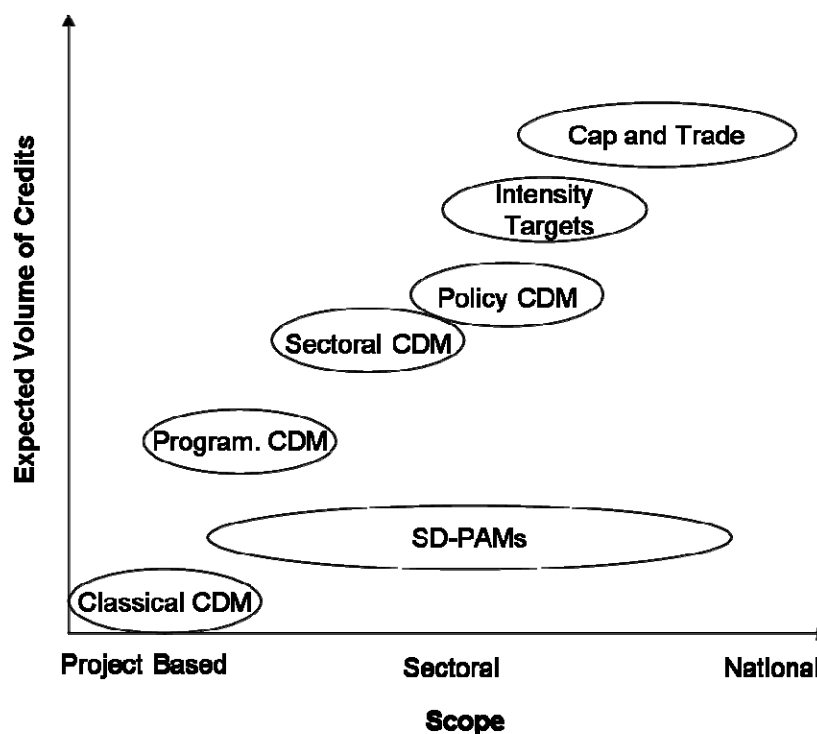 Expected Volume of Credits
Cap and Trade
Intensity
Targets
Policy CDM
Sectoral CDM
Program. CDM
SD-PAMs
Classical CDM
Project Based
Sectoral
National
Scope